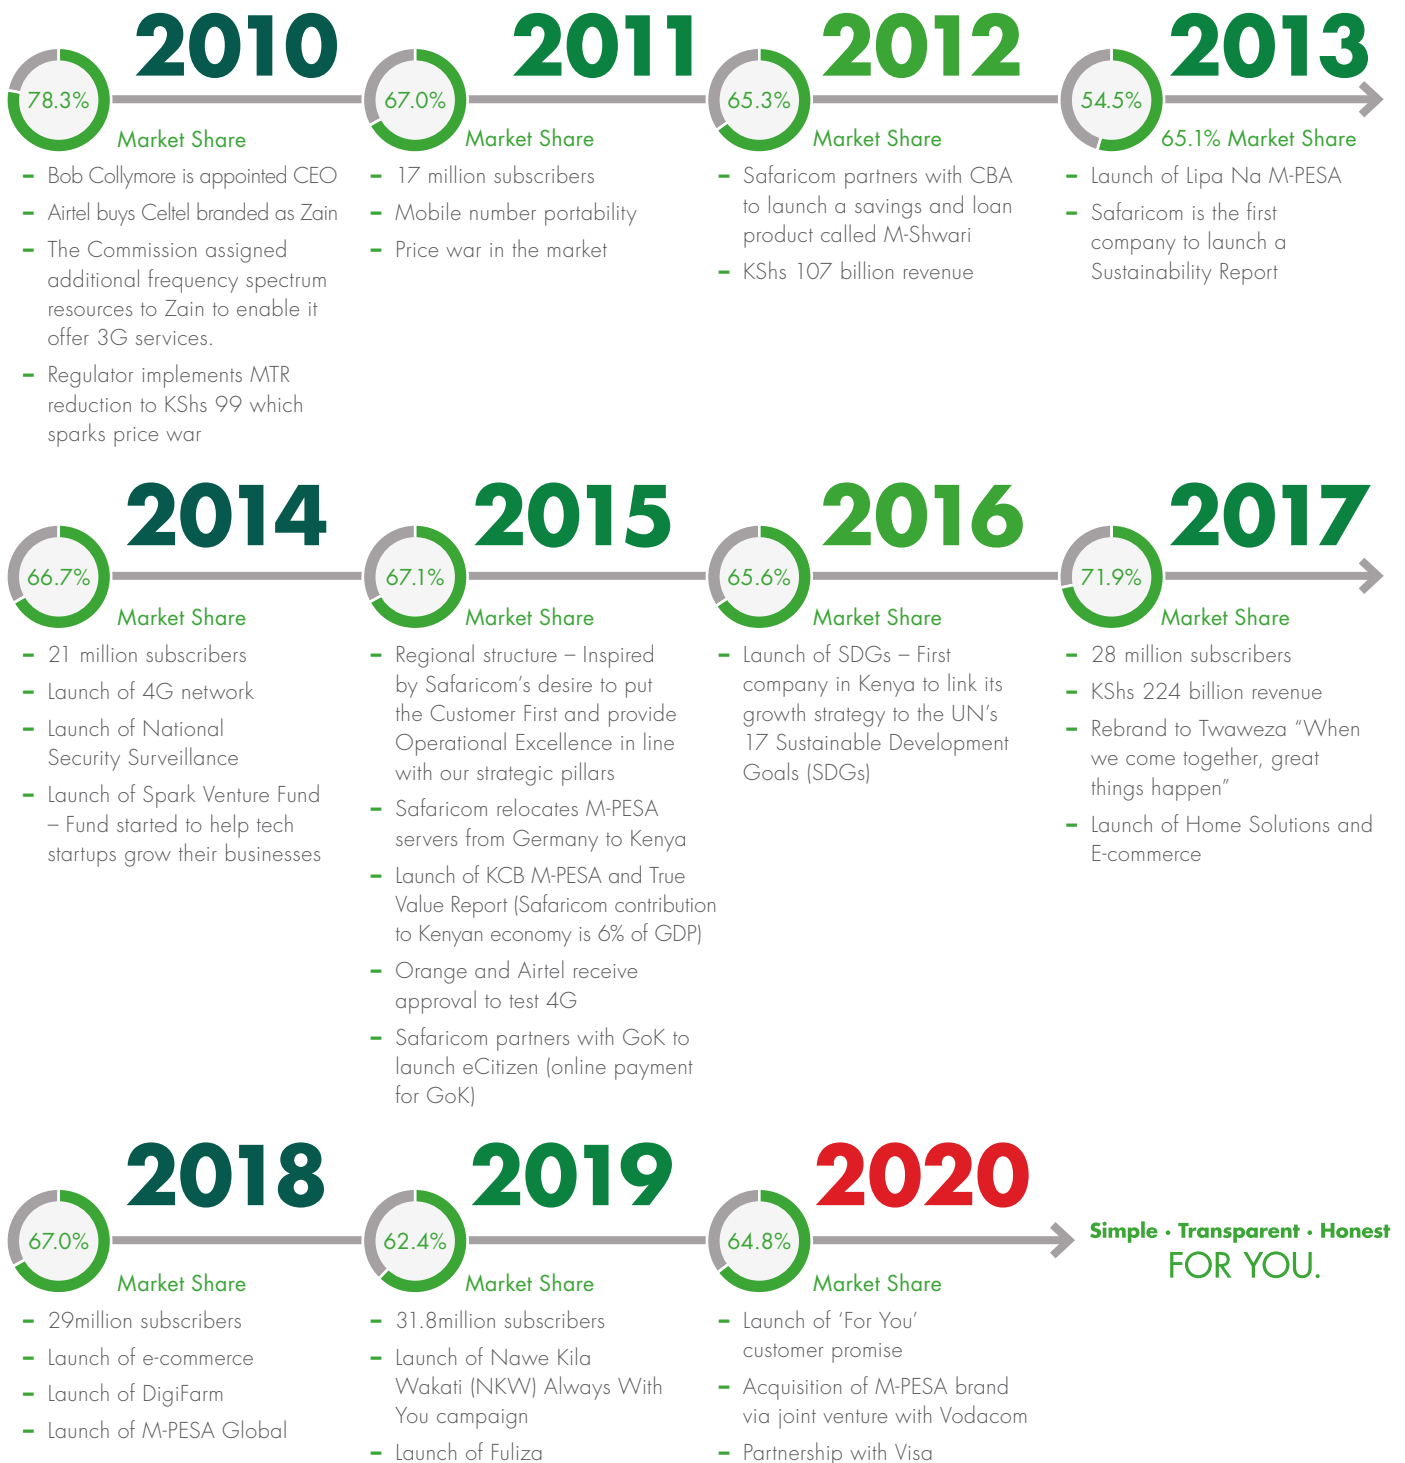 2010
78.3%
Market Share
– Bob Collymore is appointed CEO
– Airtel buys Celtel branded as Zain
– The Commission assigned
additional frequency spectrum
resources to Zain to enable it
offer 3G services.
– Regulator implements MTR
reduction to KShs 99 which
sparks price war
2011
67.0%
Market Share
– 17 million subscribers
– Mobile number portability
– Price war in the market
2012
65.3%
Market Share
– Safaricom partners with CBA
to launch a savings and loan
product called M-Shwari
– KShs 107 billion revenue
2013
54.5%
65.1% Market Share
– Launch of Lipa Na M-PESA
– Safaricom is the first
company to launch a
Sustainability Report
2014
66.7%
Market Share
– 21 million subscribers
– Launch of 4G network
– Launch of National
Security Surveillance
– Launch of Spark Venture Fund
– Fund started to help tech
startups grow their businesses
2015
67.1%
Market Share
– Regional structure – Inspired
by Safaricom’s desire to put
the Customer First and provide
Operational Excellence in line
with our strategic pillars
– Safaricom relocates M-PESA
servers from Germany to Kenya
– Launch of KCB M-PESA and True
Value Report (Safaricom contribution
to Kenyan economy is 6% of GDP)
– Orange and Airtel receive
approval to test 4G
– Safaricom partners with GoK to
launch eCitizen (online payment
for GoK)
2016
65.6%
Market Share
– Launch of SDGs – First
company in Kenya to link its
growth strategy to the UN’s
17 Sustainable Development
Goals (SDGs)
2017
71.9%
Market Share
– 28 million subscribers
– KShs 224 billion revenue
– Rebrand to Twaweza “When
we come together, great
things happen”
– Launch of Home Solutions and
E-commerce
2018
67.0%
Market Share
– 29million subscribers
– Launch of e-commerce
– Launch of DigiFarm
– Launch of M-PESA Global
2019
62.4%
Market Share
– 31.8million subscribers
– Launch of Nawe Kila
Wakati (NKW) Always With
You campaign
– Launch of Fuliza
2020
64.8%
Market Share
– Launch of ‘For You’
customer promise
– Acquisition of M-PESA brand
via joint venture with Vodacom
– Partnership with Visa
Simple · Transparent · Honest
FOR YOU.